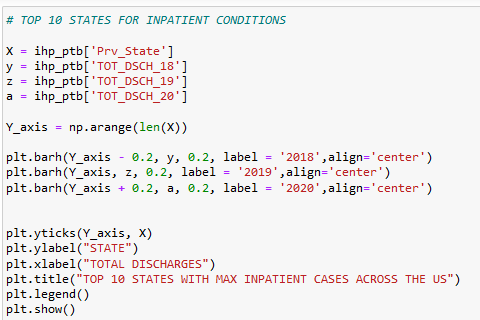 # TOP 10 STATES FOR INPATIENT CONDITIONS
X = ihp_ptb['Prv_State']
y = ihp_ptb['TOT_DSCH_18']
z = ihp_ptb['TOT_DSCH_19']
a = ihp_ptb['TOT_DSCH_20']
Y_axis = np.arange(len(X))
plt.barh(Y_axis - 0.2, y, 0.2, label = '2018',align='center')
plt.barh(Y_axis, z, 0.2, label = '2019',align='center')
plt.barh(Y_axis + 0.2, a, 0.2, label = '2020',align='center')
plt.yticks(Y_axis, X)
plt.ylabel("STATE")
plt.xlabel("TOTAL DISCHARGES")
plt.title("TOP 10 STATES WITH MAX INPATIENT CASES ACROSS THE US")
plt.legend()
plt.show()